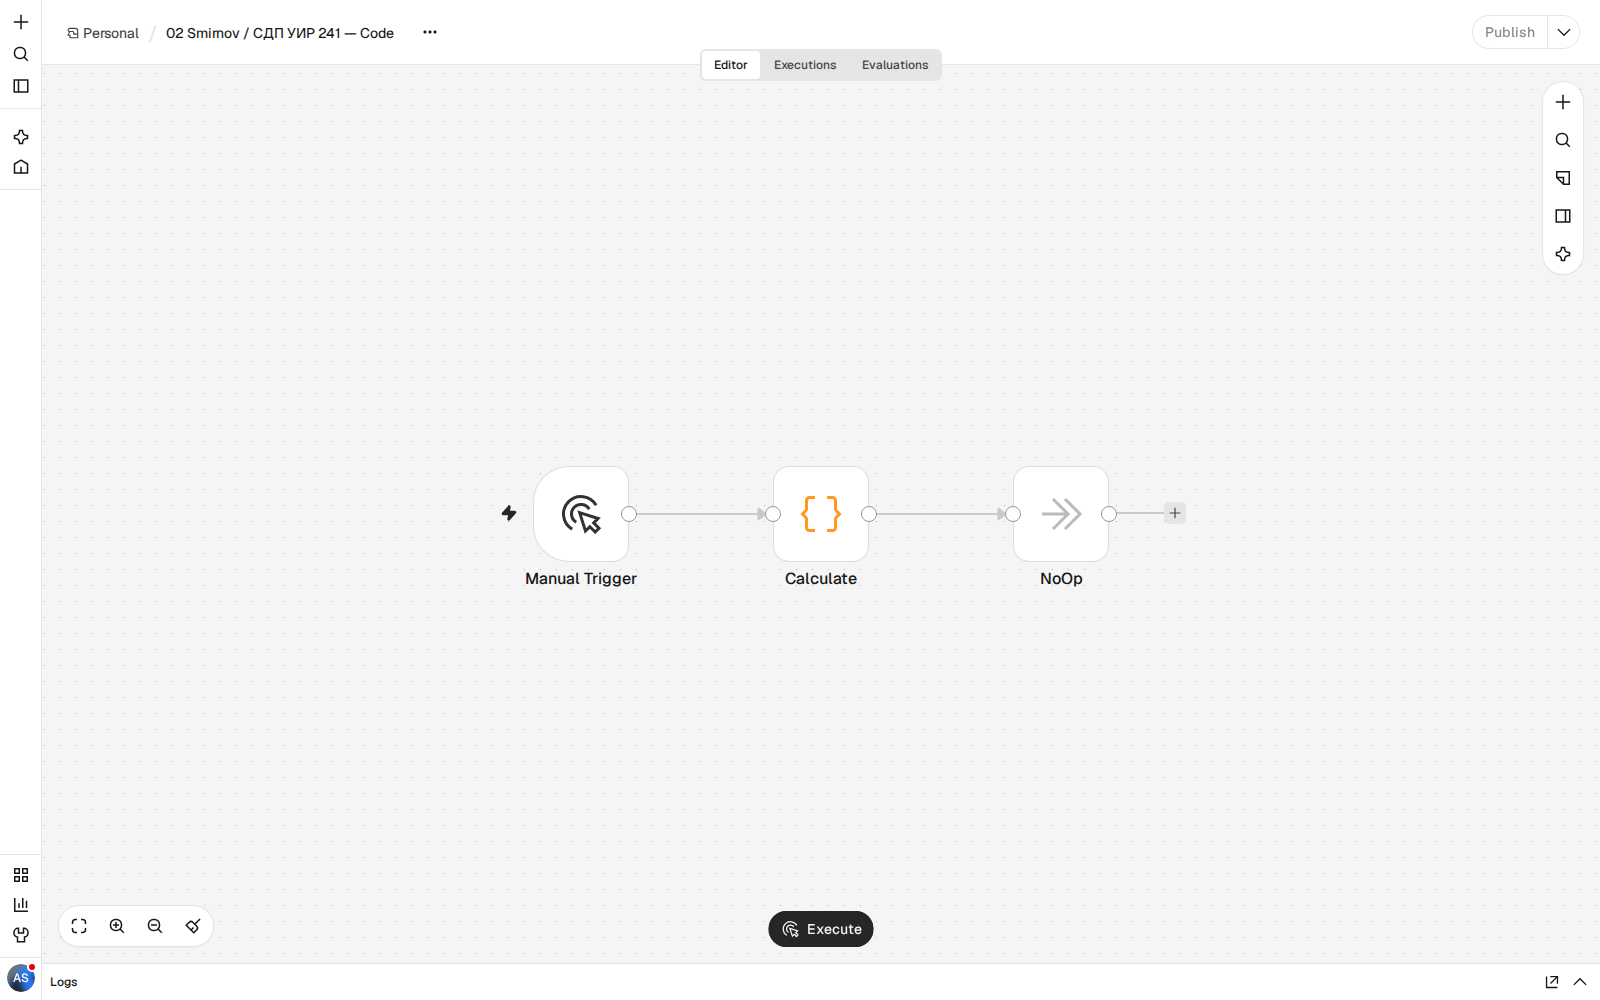 Personal / 02 Smirnov / СДП УИР 241 — Code
Publish
Editor Executions Evaluations
Manual Trigger
Calculate
NoOp
Execute
AS
Logs